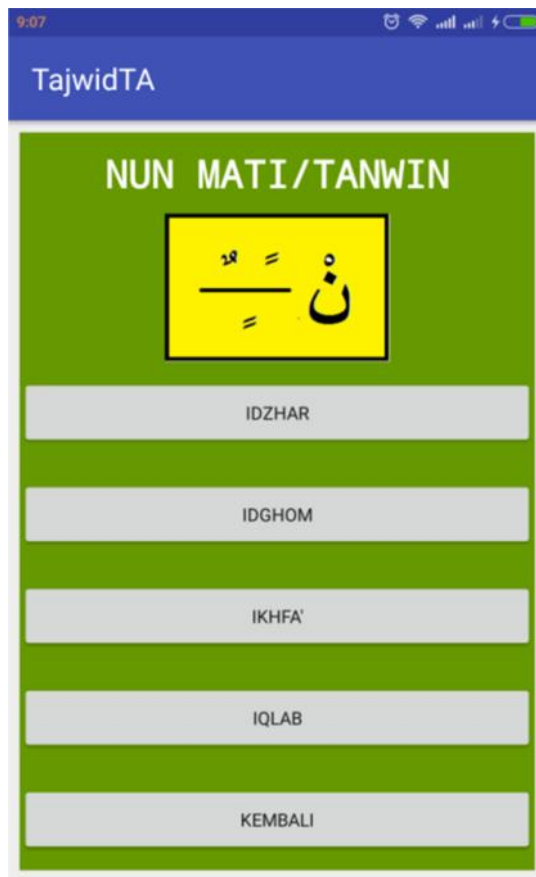 9:07
TajwidTA
NUN MATI/TANWIN
نْ ـًـٍـٌ
IDZHAR
IDGHOM
IKHFA'
IQLAB
KEMBALI